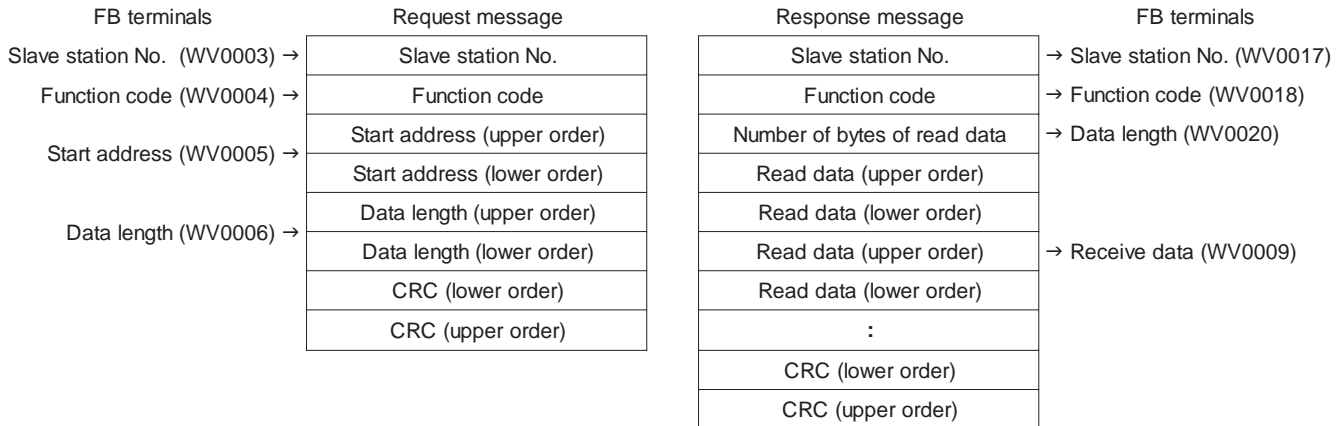 FB terminals Request message Response message FB terminals
Slave station No. (WV0003) → Slave station No. Slave station No. → Slave station No. (WV0017)
Function code (WV0004) → Function code Function code → Function code (WV0018)
Start address (upper order) Number of bytes of read data → Data length (WV0020)
Start address (WV0005) →
Start address (lower order) Read data (upper order)
Data length (upper order) Read data (lower order)
Data length (WV0006) →
Data length (lower order) Read data (upper order) → Receive data (WV0009)
CRC (lower order) Read data (lower order)
CRC (upper order) :
CRC (lower order)
CRC (upper order)